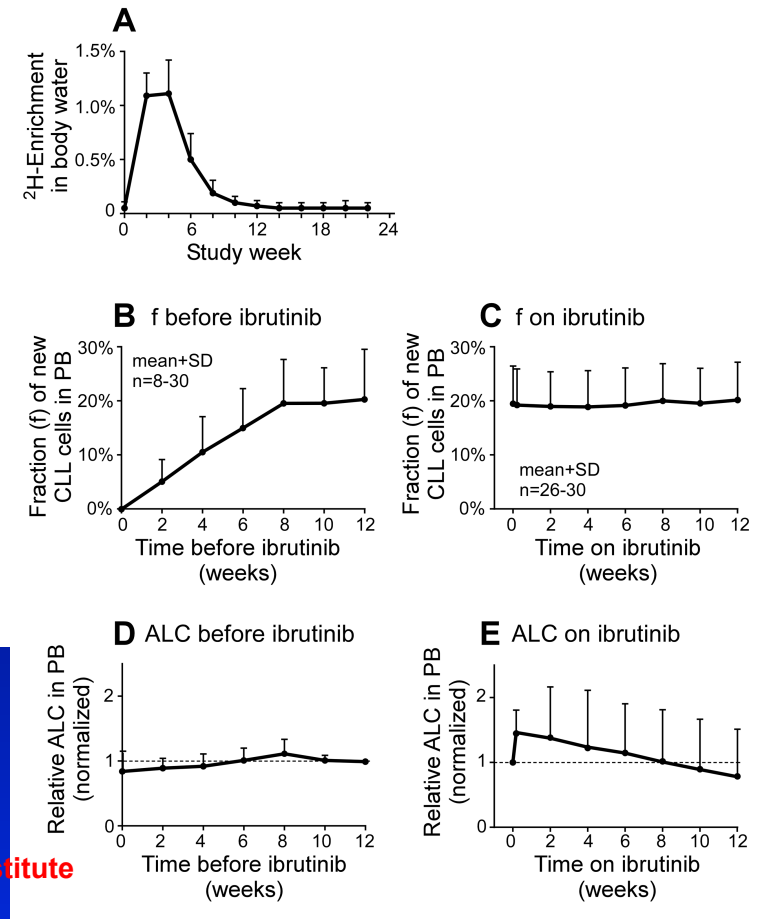 A
²H-Enrichment
in body water
1.5%
1.0%
0.5%
0
0 6 12 18 24
Study week
B f before ibrutinib
Fraction (f) of new
CLL cells in PB
30%
20%
10%
0%
mean+SD
n=8-30
0 2 4 6 8 10 12
Time before ibrutinib
(weeks)
C f on ibrutinib
Fraction (f) of new
CLL cells in PB
30%
20%
10%
0%
mean+SD
n=26-30
0 2 4 6 8 10 12
Time on ibrutinib
(weeks)
D ALC before ibrutinib
Relative ALC in PB
(normalized)
2
1
0
0 2 4 6 8 10 12
Time before ibrutinib
(weeks)
E ALC on ibrutinib
Relative ALC in PB
(normalized)
2
1
0
0 2 4 6 8 10 12
Time on ibrutinib
(weeks)